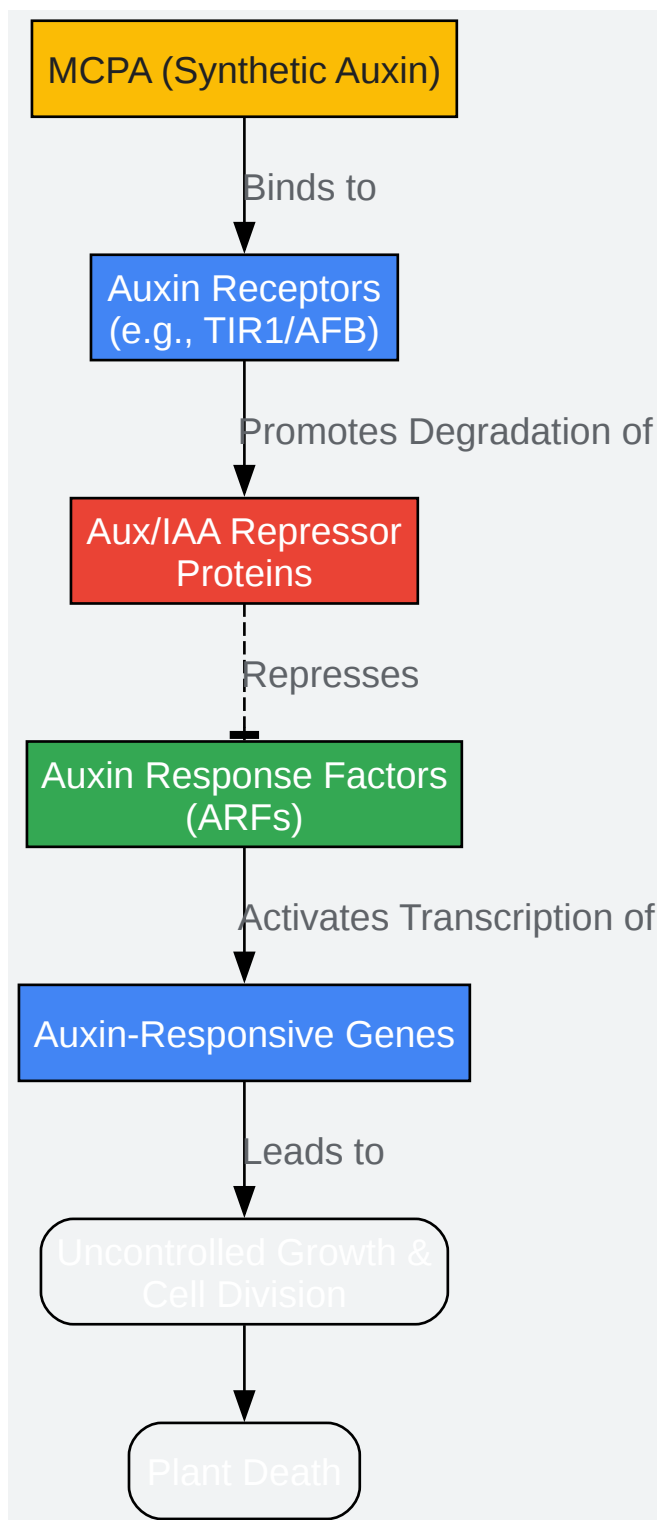 MCPA (Synthetic Auxin)
Binds to
Auxin Receptors
(e.g., TIR1/AFB)
Promotes Degradation of
Aux/IAA Repressor
Proteins
Represses
Auxin Response Factors
(ARFs)
Activates Transcription of
Auxin-Responsive Genes
Leads to
Uncontrolled Growth &
Cell Division
Plant Death